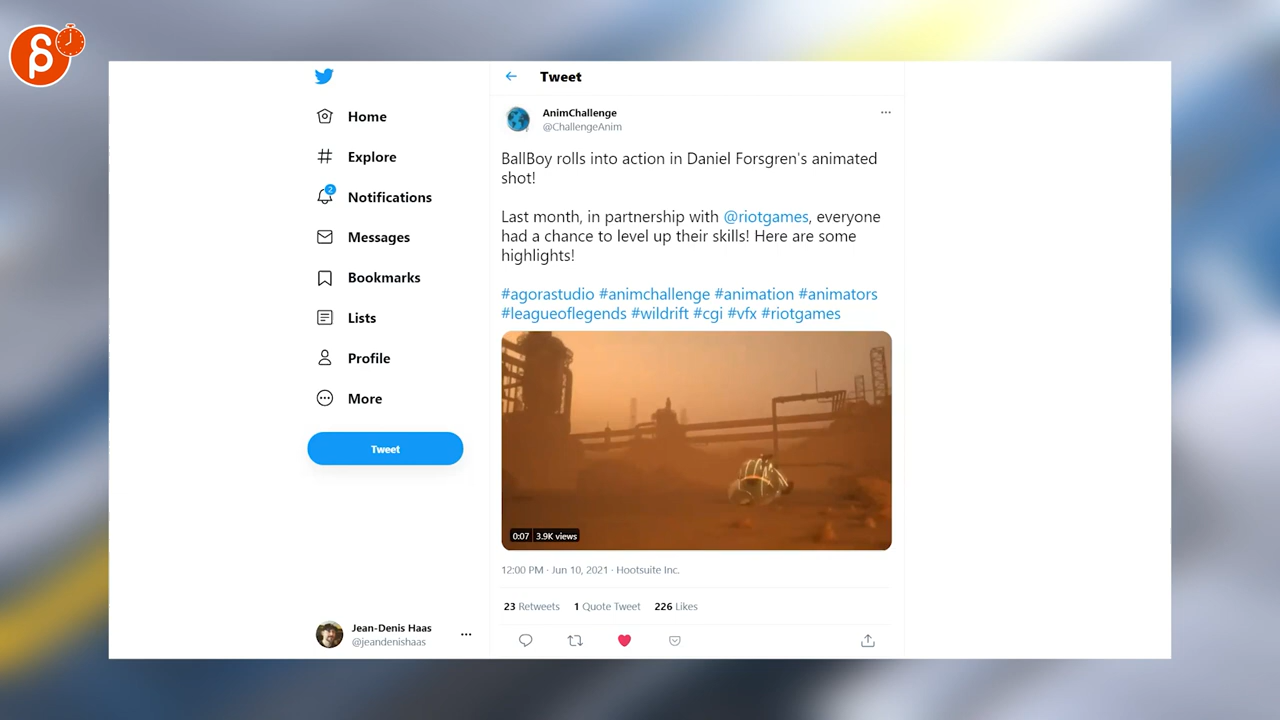 Tweet
AnimChallenge
@ChallengeAnim
BallBoy rolls into action in Daniel Forsgren's animated
shot!
Last month, in partnership with @riotgames, everyone
had a chance to level up their skills! Here are some
highlights!
#agorastudio #animchallenge #animation #animators
#leagueoflegends #wildrift #cgi #vfx #riotgames
0:07 3.9K views
12:00 PM · Jun 10, 2021 · Hootsuite Inc.
23 Retweets 1 Quote Tweet 226 Likes
Home
Explore
2
Notifications
Messages
Bookmarks
Lists
Profile
More
Tweet
Jean-Denis Haas
@jeandenishaas